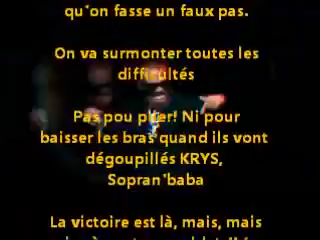 qu'on fasse un faux pas.
On va surmonter toutes les
difficultés
Pas pou plier! Ni pour
baisser les bras quand ils vont
dégoupillés KRYS,
Sopran'baba
La victoire est là, mais, mais